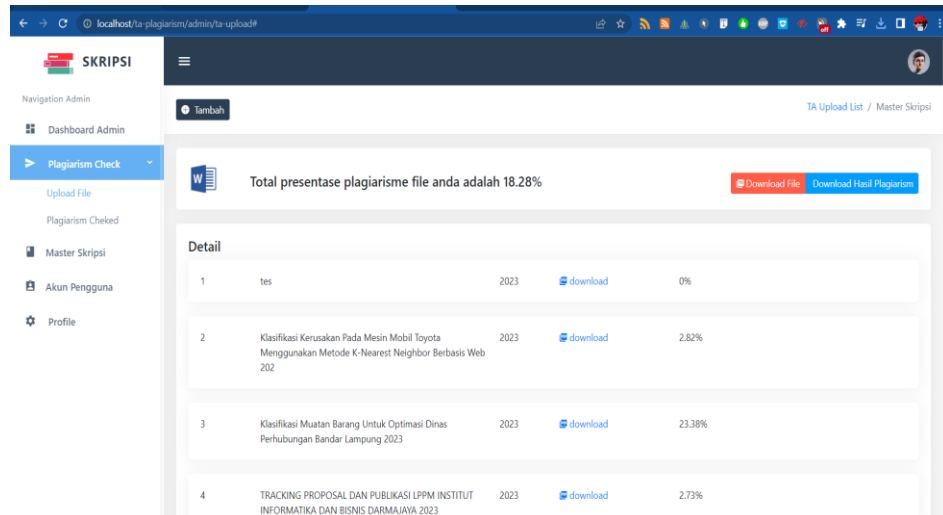 localhost/ta-plagiarism/admin/ta-upload#
off
SKRIPSI
Navigation Admin
Tambah
TA Upload List / Master Skripsi
Dashboard Admin
Plagiarism Check
Upload File
Plagiarism Cheked
Master Skripsi
Akun Pengguna
Profile
W
Total presentase plagiarisme file anda adalah 18.28%
Download File
Download Hasil Plagiarism
Detail
1 tes 2023 download 0%
2 Klasifikasi Kerusakan Pada Mesin Mobil Toyota 2023 download 2.82%
Menggunakan Metode K-Nearest Neighbor Berbasis Web
202
3 Klasifikasi Muatan Barang Untuk Optimasi Dinas 2023 download 23.38%
Perhubungan Bandar Lampung 2023
4 TRACKING PROPOSAL DAN PUBLIKASI LPPM INSTITUT 2023 download 2.73%
INFORMATIKA DAN BISNIS DARMAJAYA 2023